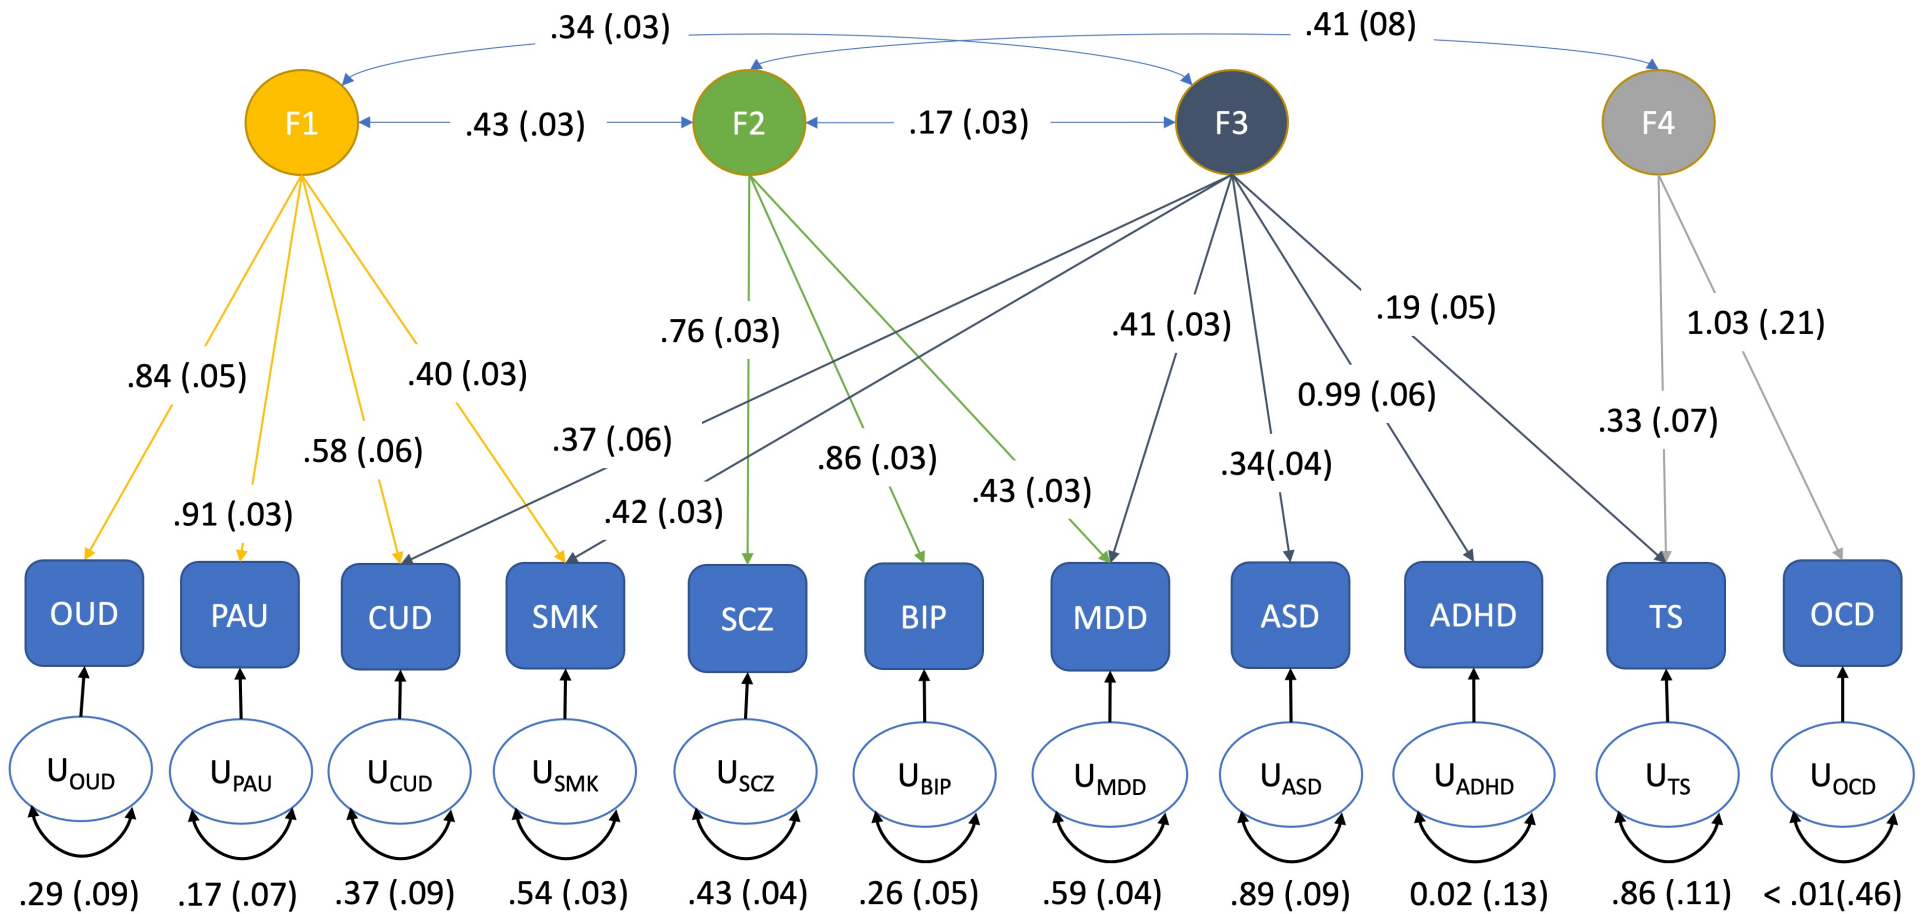 .34 (.03)
.41 (08)
F1
.43 (.03)
F2
.17 (.03)
F3
F4
.84 (.05)
.91 (.03)
.58 (.06)
.40 (.03)
.37 (.06)
.42 (.03)
.76 (.03)
.86 (.03)
.43 (.03)
.41 (.03)
.34(.04)
0.99 (.06)
.19 (.05)
.33 (.07)
1.03 (.21)
OUD
PAU
CUD
SMK
SCZ
BIP
MDD
ASD
ADHD
TS
OCD
UOUD
UPAU
UCUD
USMK
USCZ
UBIP
UMDD
UASD
UADHD
UTS
UOCD
.29 (.09)
.17 (.07)
.37 (.09)
.54 (.03)
.43 (.04)
.26 (.05)
.59 (.04)
.89 (.09)
0.02 (.13)
.86 (.11)
< .01(.46)